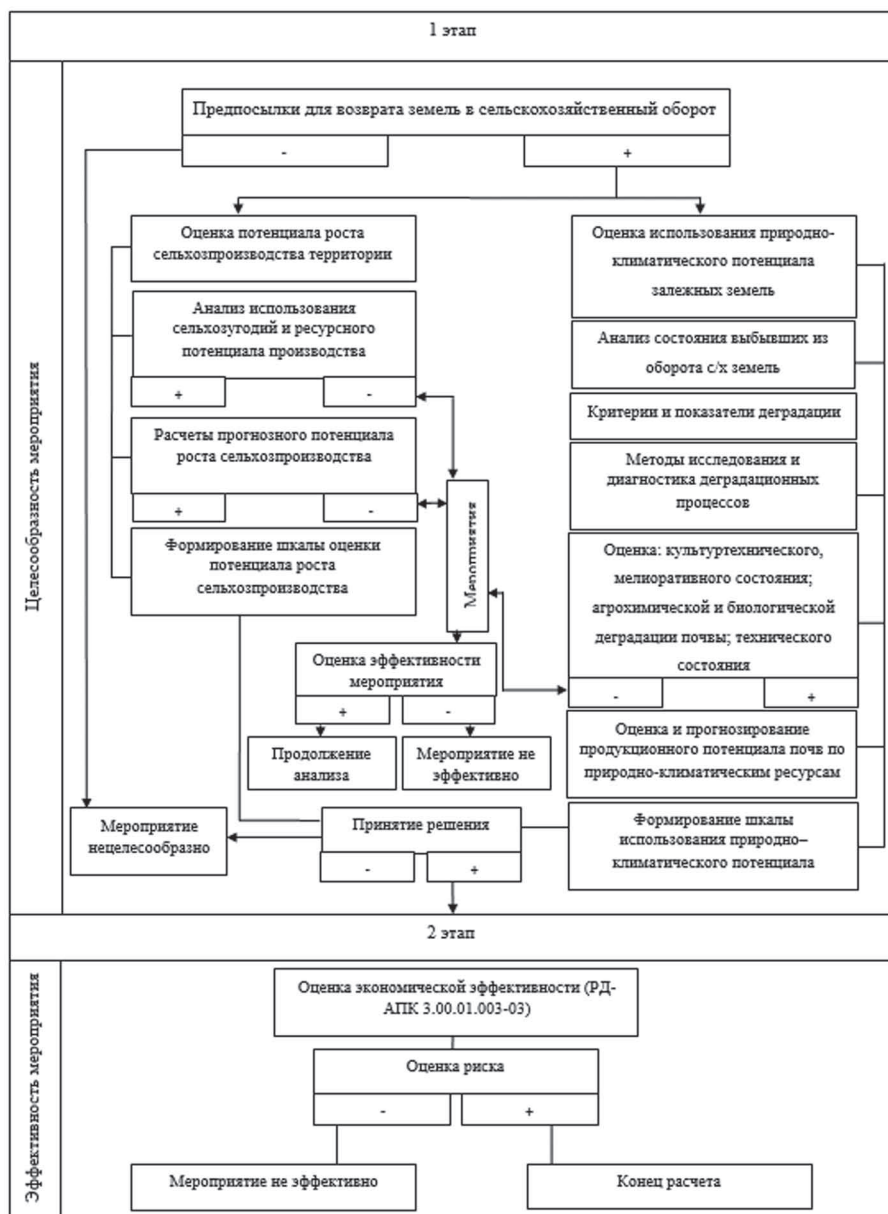 1 этап
Целесообразность мероприятия
Предпосылки для возврата земель в сельскохозяйственный оборот
-
+
Оценка потенциала роста
сельхозпроизводства территории
Анализ использования
сельхозугодий и ресурсного
потенциала производства
+
-
Расчеты прогнозного потенциала
роста сельхозпроизводства
+
-
Формирование шкалы оценки
потенциала роста
сельхозпроизводства
Мероприятия
Оценка эффективности
мероприятия
+
-
Продолжение
анализа
Мероприятие не
эффективно
Оценка использования природно-
климатического потенциала
залежных земель
Анализ состояния выбывших из
оборота с/х земель
Критерии и показатели деградации
Методы исследования и
диагностика деградационных
процессов
Оценка: культуртехнического,
мелиоративного состояния;
агрохимической и биологической
деградации почвы; технического
состояния
-
+
Оценка и прогнозирование
продукционного потенциала почв по
природно-климатическим ресурсам
Формирование шкалы
использования природно–
климатического потенциала
Мероприятие
нецелесообразно
Принятие решения
-
+
2 этап
Эффективность мероприятия
Оценка экономической эффективности (РД-
АПК 3.00.01.003-03)
Оценка риска
-
+
Мероприятие не эффективно
Конец расчета